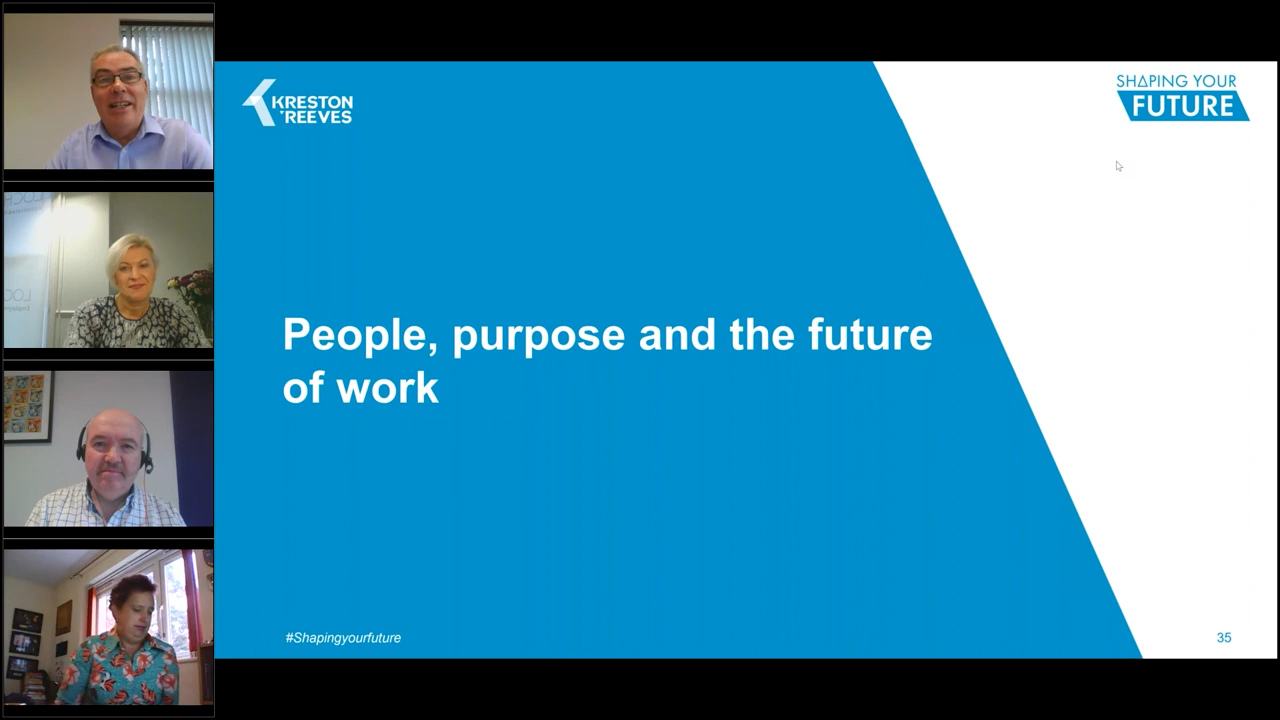 KRESTON
REEVES
SHAPING YOUR
FUTURE
People, purpose and the future
of work
#Shapingyourfuture
35